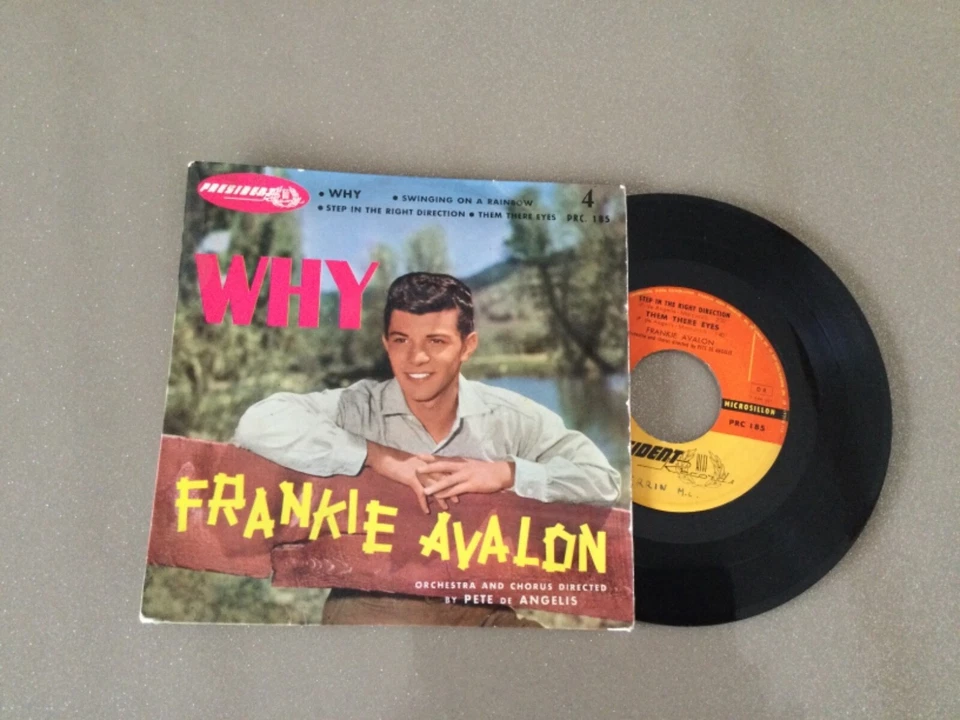 PRESIDENT
• WHY • SWINGING ON A RAINBOW
• STEP IN THE RIGHT DIRECTION • THEM THERE EYES
4
PRC. 185
WHY
FRANKIE AVALON
ORCHESTRA AND CHORUS DIRECTED
BY PETE DE ANGELIS
STEP IN THE RIGHT DIRECTION
THEM THERE EYES
FRANKIE AVALON
MICROSILLON
PRC 185
IDENT